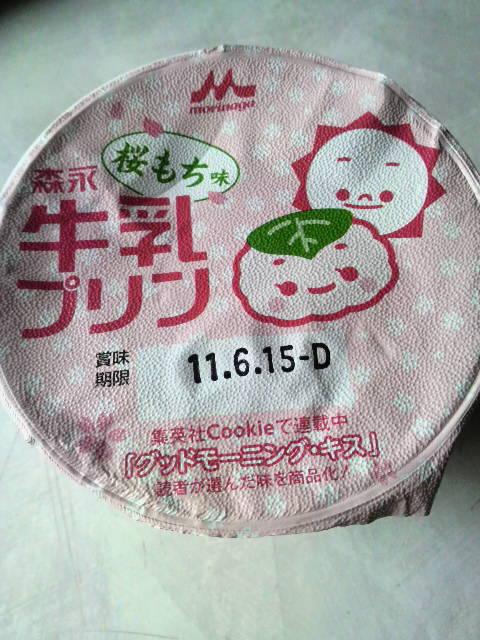 morinaga
桜もち味
森永
牛乳
プリン
賞味
期限
11.6.15-D
集英社Cookieで連載中
「グッドモーニング・キス」
読者が選んだ味を商品化!